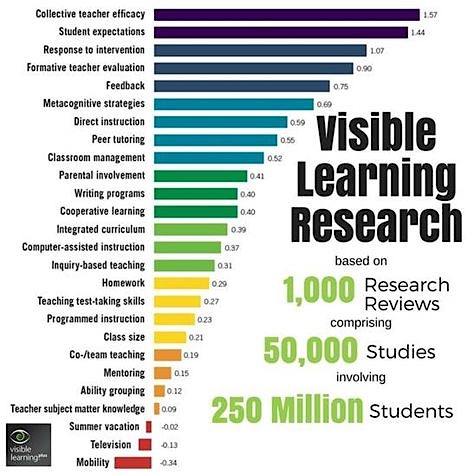 Collective teacher efficacy 1.57
Student expectations 1.44
Response to intervention 1.07
Formative teacher evaluation 0.90
Feedback 0.75
Metacognitive strategies 0.69
Direct instruction 0.59
Peer tutoring 0.55
Classroom management 0.52
Parental involvement 0.41
Writing programs 0.40
Cooperative learning 0.40
Integrated curriculum 0.39
Computer-assisted instruction 0.37
Inquiry-based teaching 0.31
Homework 0.29
Teaching test-taking skills 0.27
Programmed instruction 0.23
Class size 0.21
Co-/team teaching 0.19
Mentoring 0.15
Ability grouping 0.12
Teacher subject matter knowledge 0.09
Summer vacation -0.02
Television -0.13
Mobility -0.34
Visible
Learning
Research
based on
1,000 Research
Reviews
comprising
50,000 Studies
involving
250 Million Students
visible
learning plus